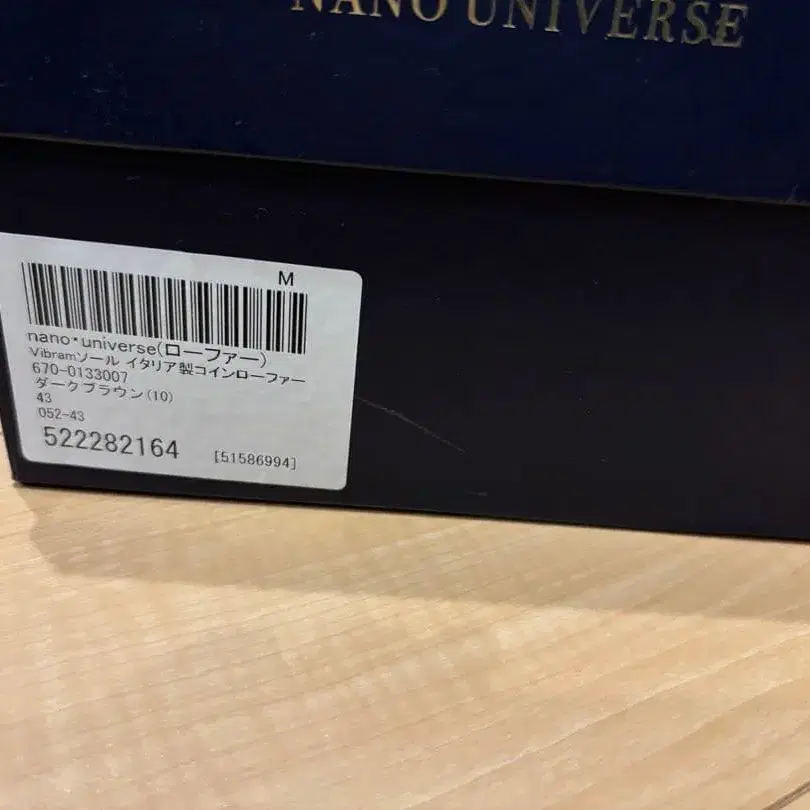 NANO UNIVERSE
M
nano・universe(ローファー)
Vibramソール イタリア製コインローファー
670-0133007
ダークブラウン(10)
43
052-43
522282164 [51586994]